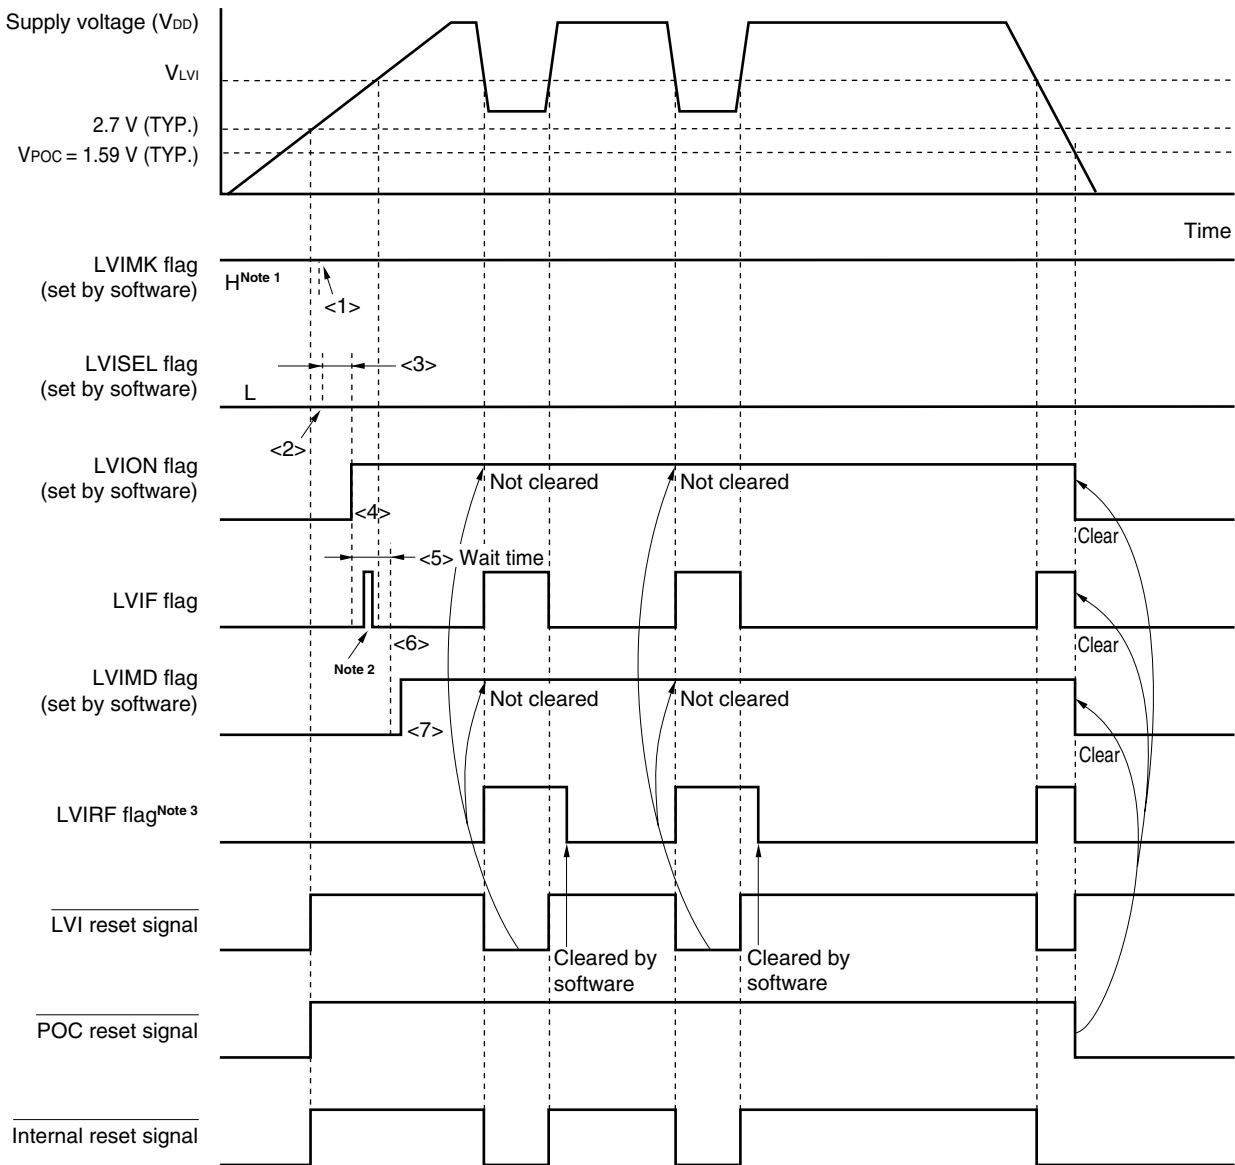 Supply voltage (VDD)
VLVI
2.7 V (TYP.)
VPOC = 1.59 V (TYP.)
Time
LVIMK flag
(set by software)
HNote 1
<1>
LVISEL flag
(set by software)
<3>
L
<2>
LVION flag
(set by software)
Not cleared
Not cleared
<4>
Clear
<5> Wait time
LVIF flag
Note 2
<6>
Clear
LVIMD flag
(set by software)
Not cleared
Not cleared
<7>
Clear
LVIRF flagNote 3
LVI reset signal
Cleared by
software
Cleared by
software
POC reset signal
Internal reset signal